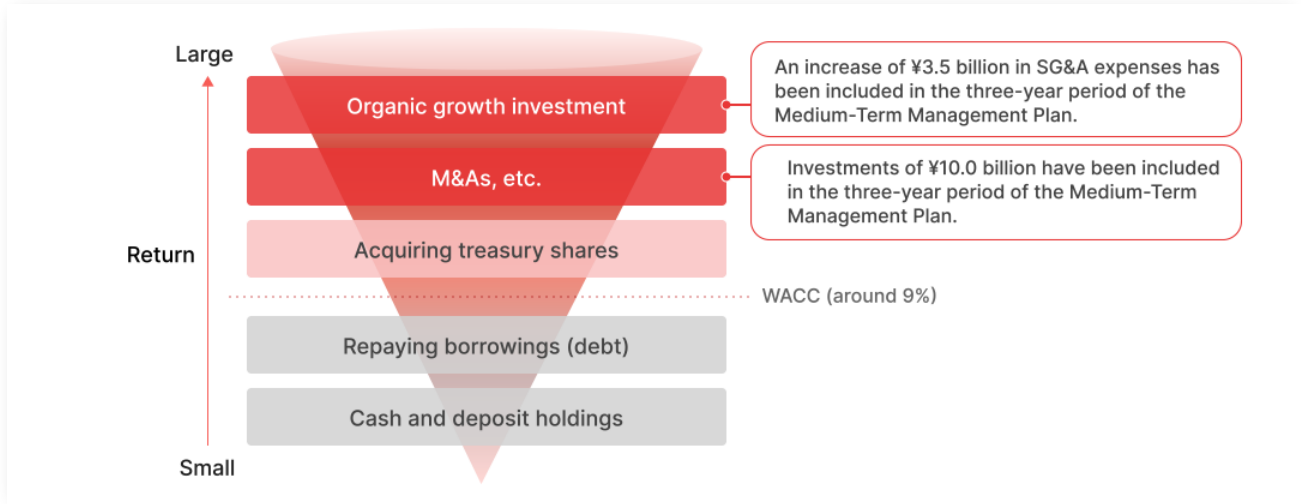 Large
Organic growth investment
An increase of ¥3.5 billion in SG&A expenses has
been included in the three-year period of the
Medium-Term Management Plan.
M&As, etc.
Investments of ¥10.0 billion have been included
in the three-year period of the Medium-Term
Management Plan.
Acquiring treasury shares
Return
WACC (around 9%)
Repaying borrowings (debt)
Cash and deposit holdings
Small